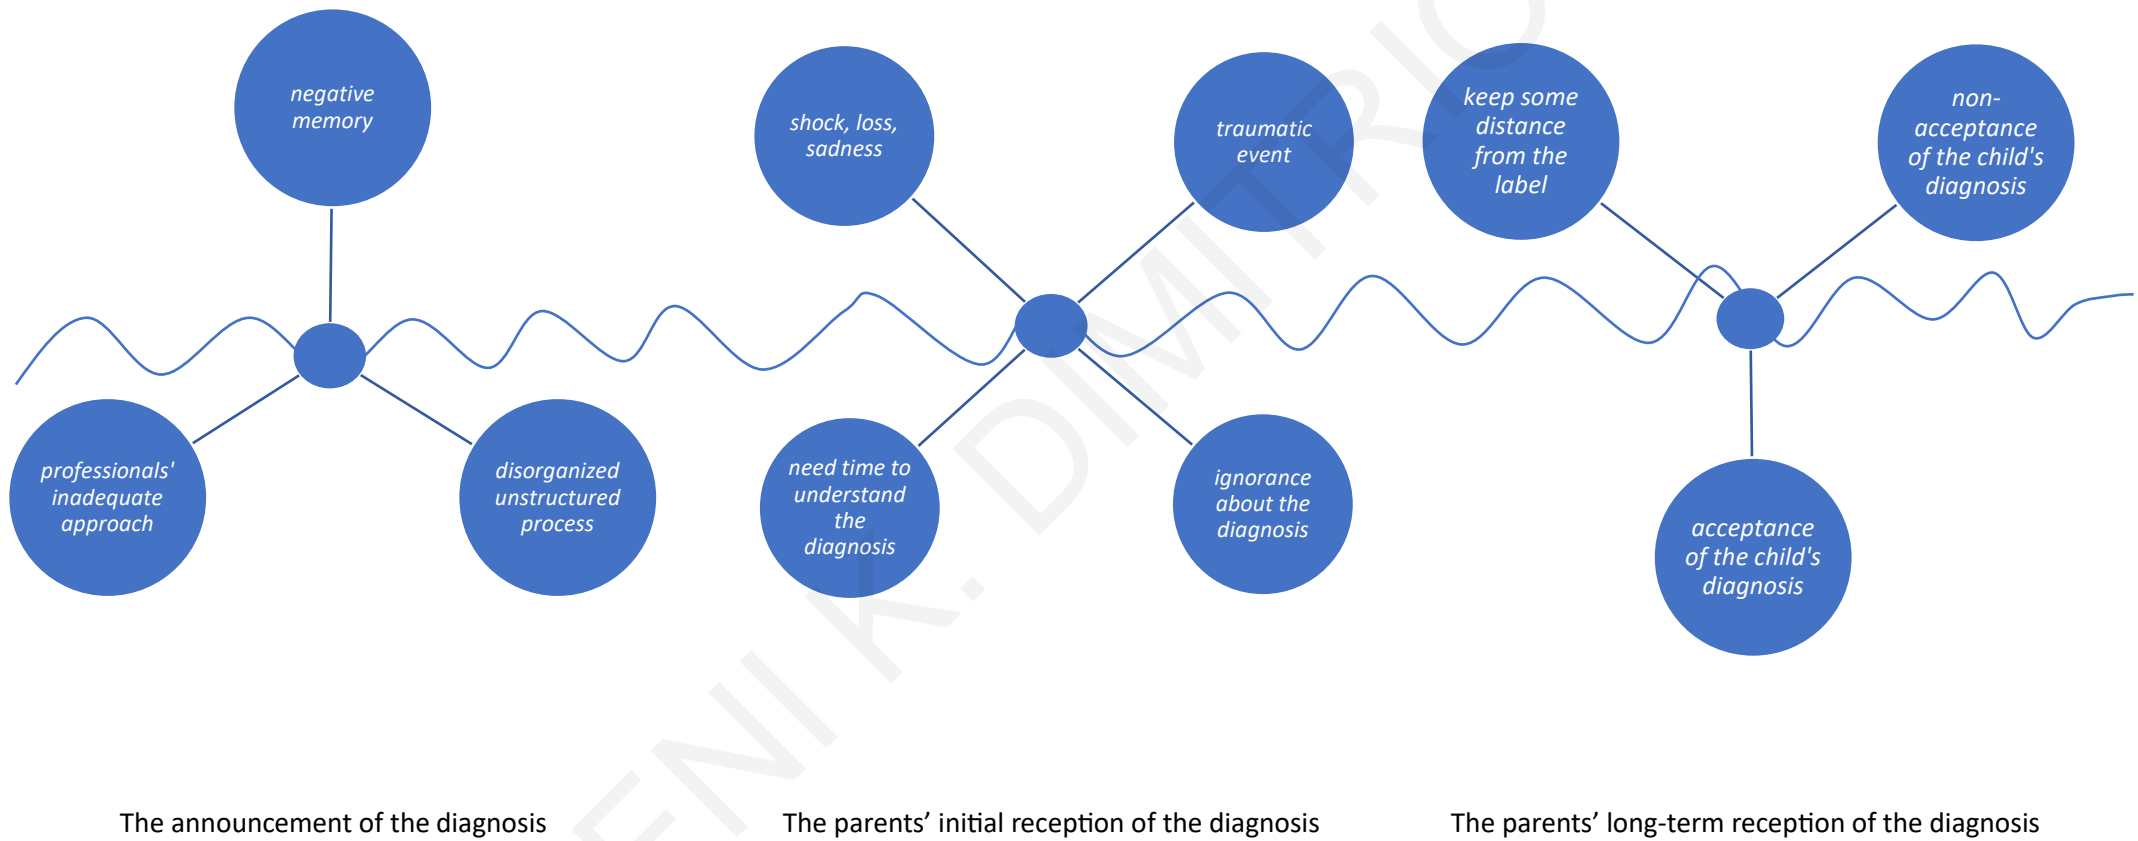 negative
memory
professionals'
inadequate
approach
disorganized
unstructured
process
shock, loss,
sadness
traumatic
event
need time to
understand
the
diagnosis
ignorance
about the
diagnosis
keep some
distance
from the
label
non-
acceptance
of the child's
diagnosis
acceptance
of the child's
diagnosis
The announcement of the diagnosis
The parents’ initial reception of the diagnosis
The parents’ long-term reception of the diagnosis
K. DIMITRIO